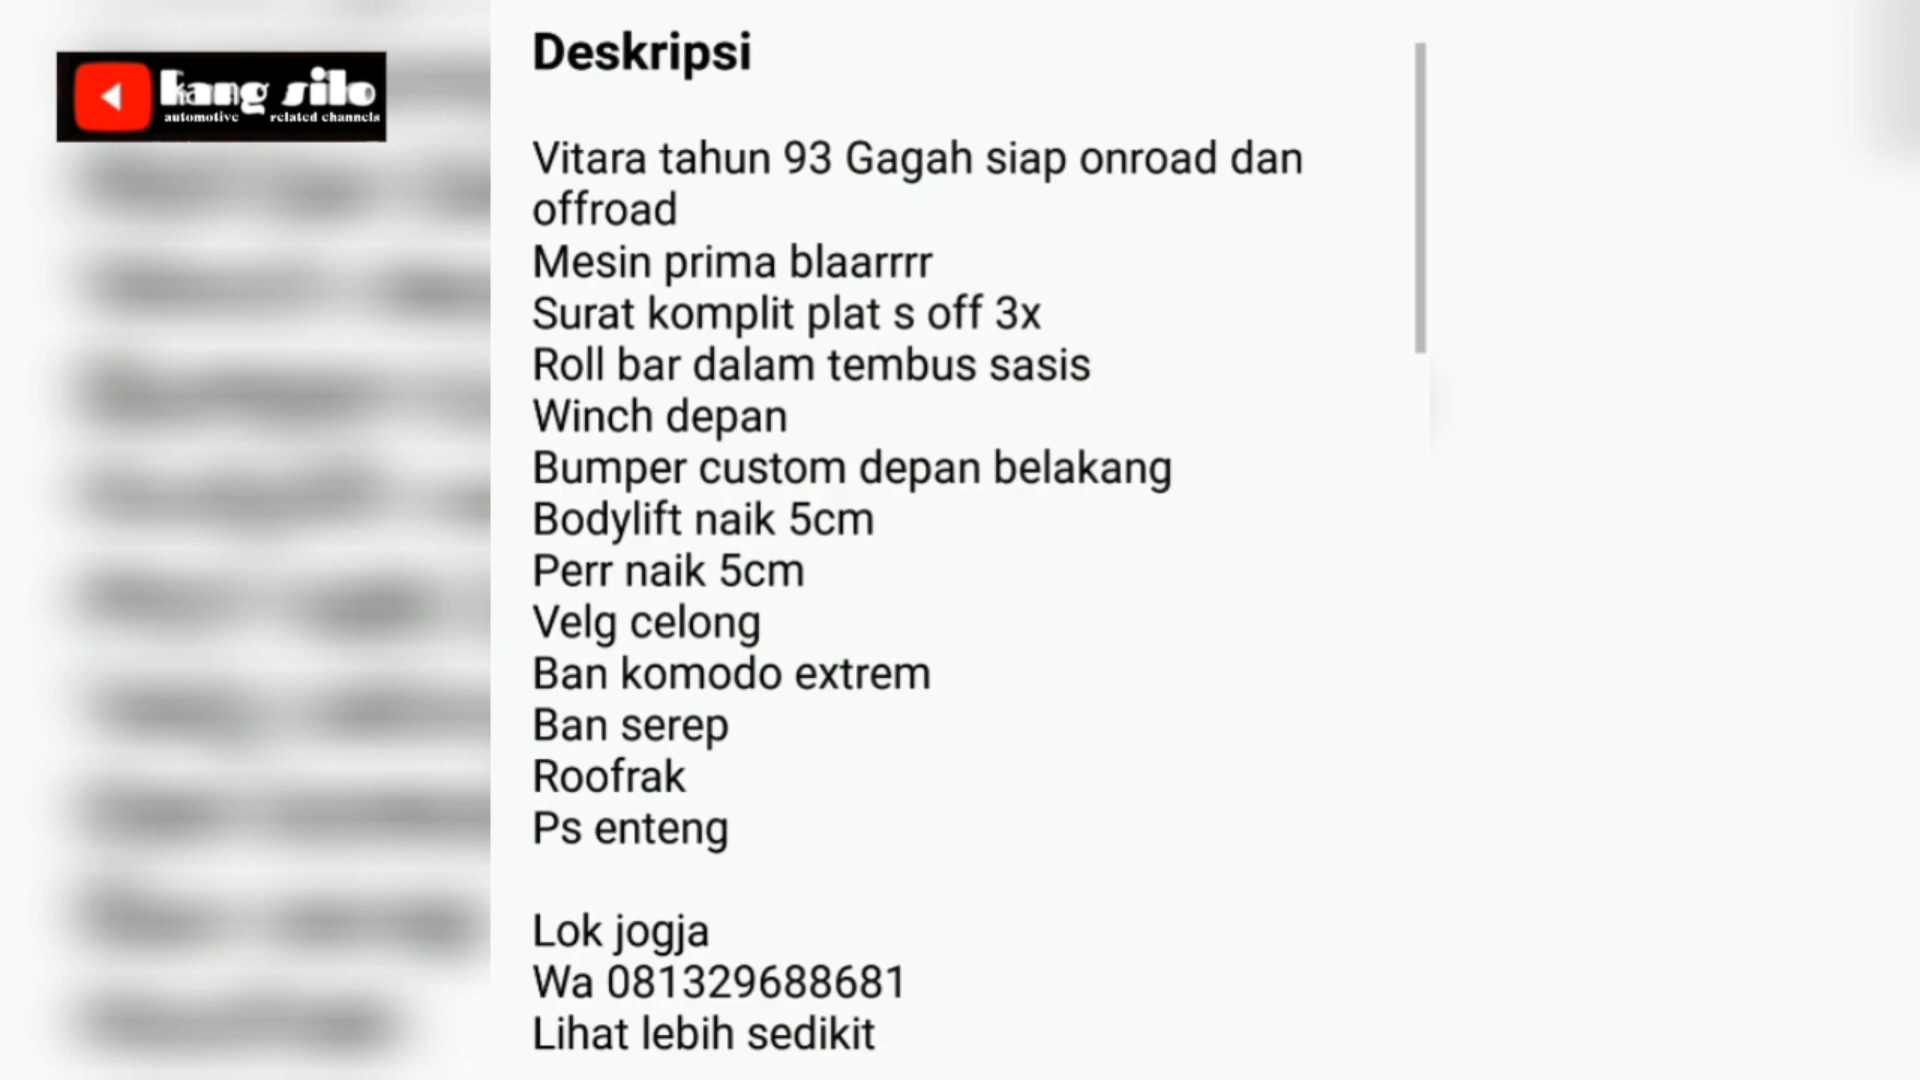 kang silo
automotive related channels
Deskripsi
Vitara tahun 93 Gagah siap onroad dan
offroad
Mesin prima blaarrrr
Surat komplit plat s off 3x
Roll bar dalam tembus sasis
Winch depan
Bumper custom depan belakang
Bodylift naik 5cm
Perr naik 5cm
Velg celong
Ban komodo extrem
Ban serep
Roofrak
Ps enteng
Lok jogja
Wa 081329688681
Lihat lebih sedikit